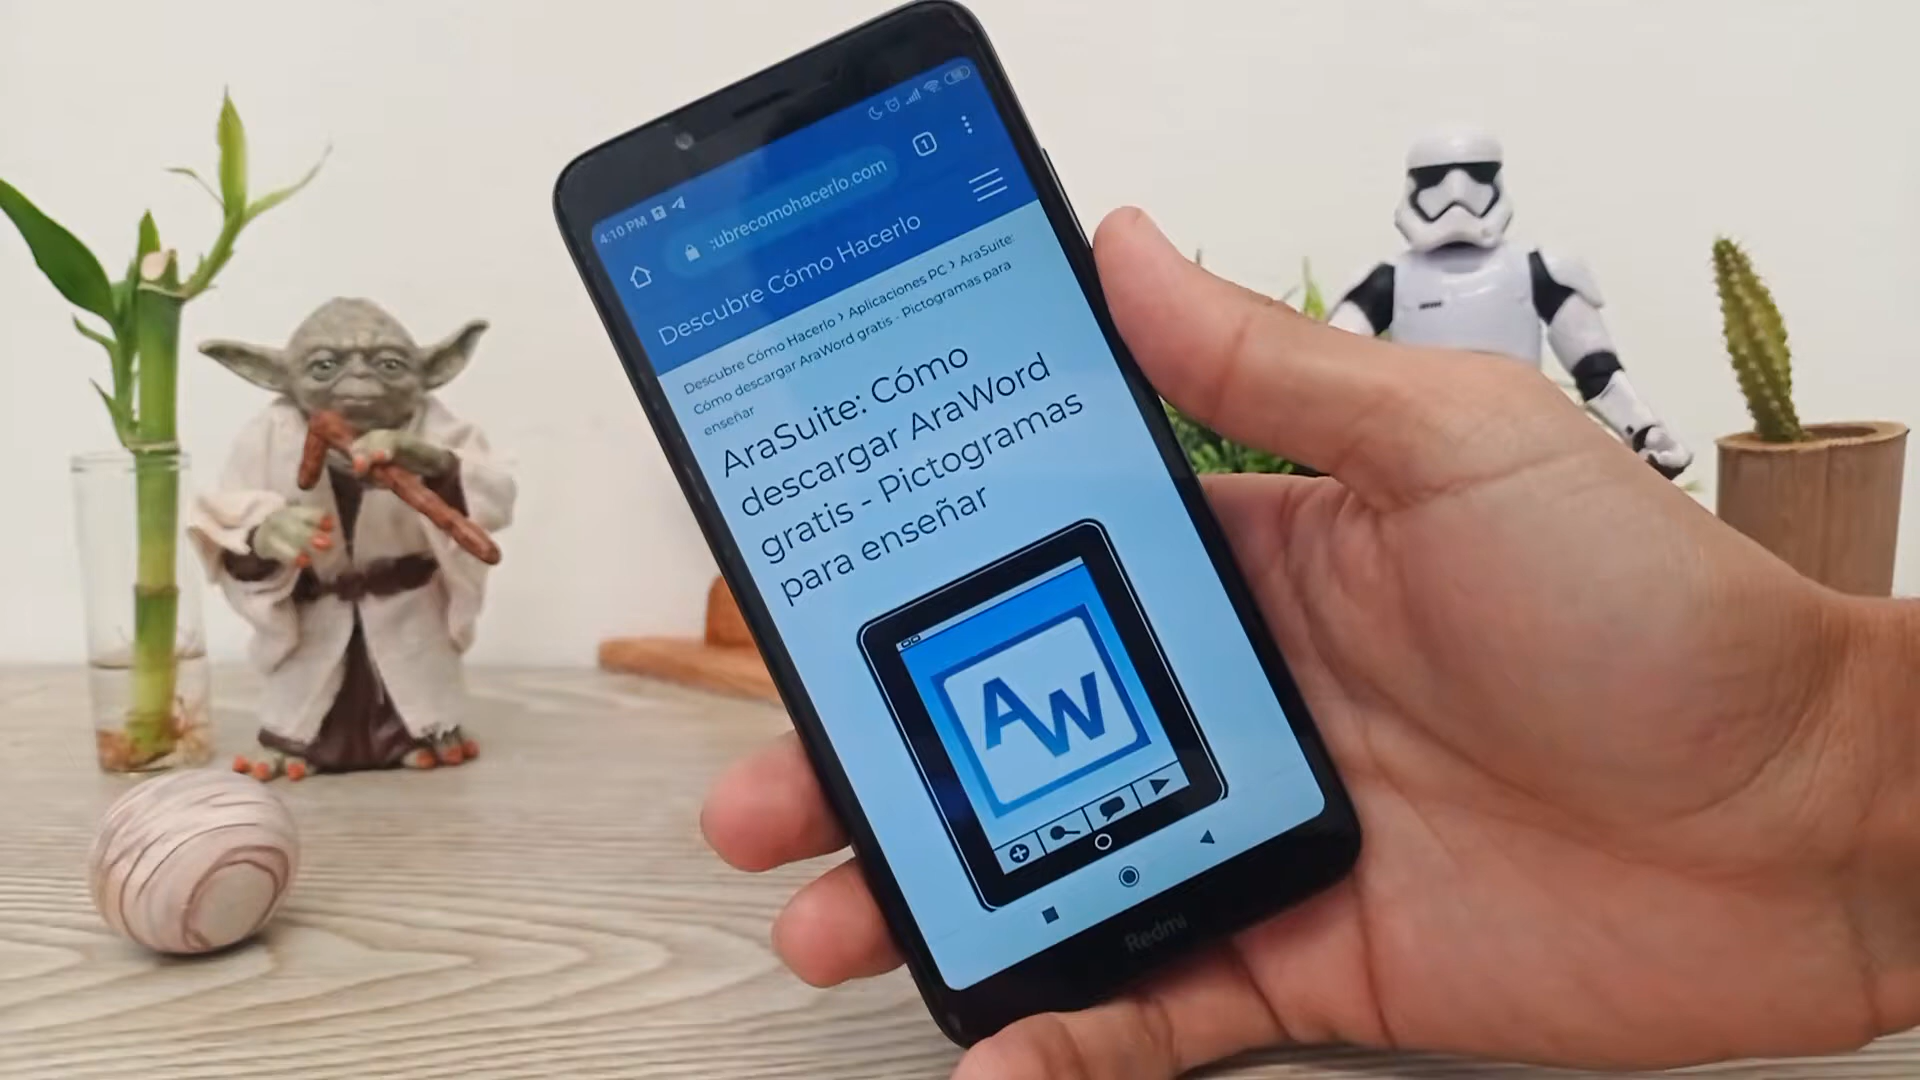 4:10 PM
:ubrecomohacerlo.com
1
Descubre Cómo Hacerlo
Descubre Cómo Hacerlo › Aplicaciones PC › AraSuite:
Cómo descargar AraWord gratis - Pictogramas para
enseñar
AraSuite: Cómo
descargar AraWord
gratis - Pictogramas
para enseñar
AW
Redmi